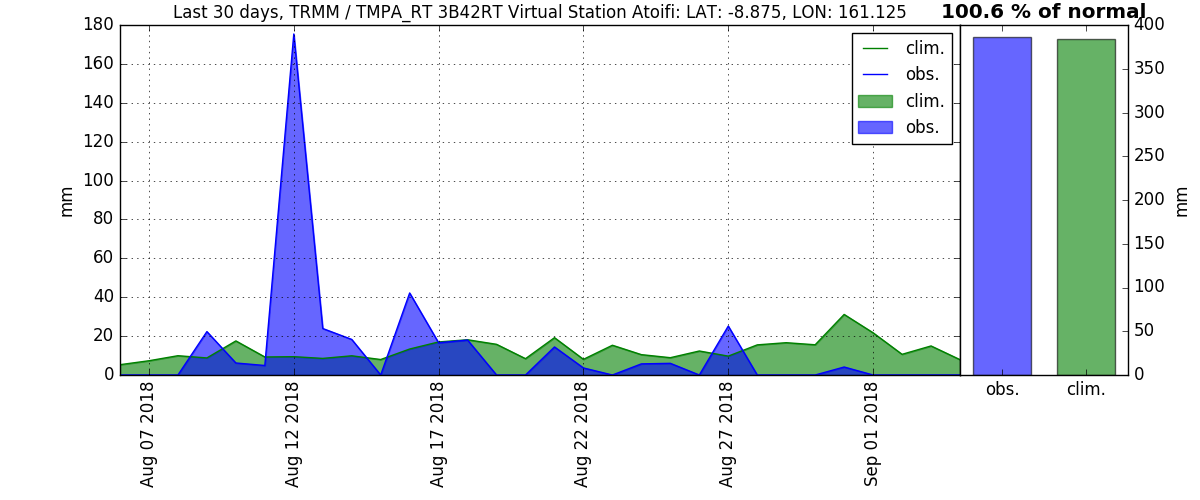 Last 30 days, TRMM / TMPA_RT 3B42RT Virtual Station Atoifi: LAT: -8.875, LON: 161.125
100.6 % of normal
180
160
140
120
100
80
60
40
20
0
mm
clim.
obs.
clim.
obs.
Aug 07 2018
Aug 12 2018
Aug 17 2018
Aug 22 2018
Aug 27 2018
Sep 01 2018
400
350
300
250
200
150
100
50
0
mm
obs.
clim.